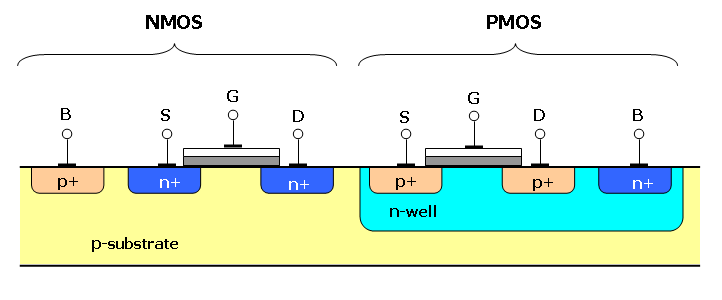 NMOS PMOS
B S G D S G D B
p+ n+ n+ p+ p+ n+
n-well
p-substrate